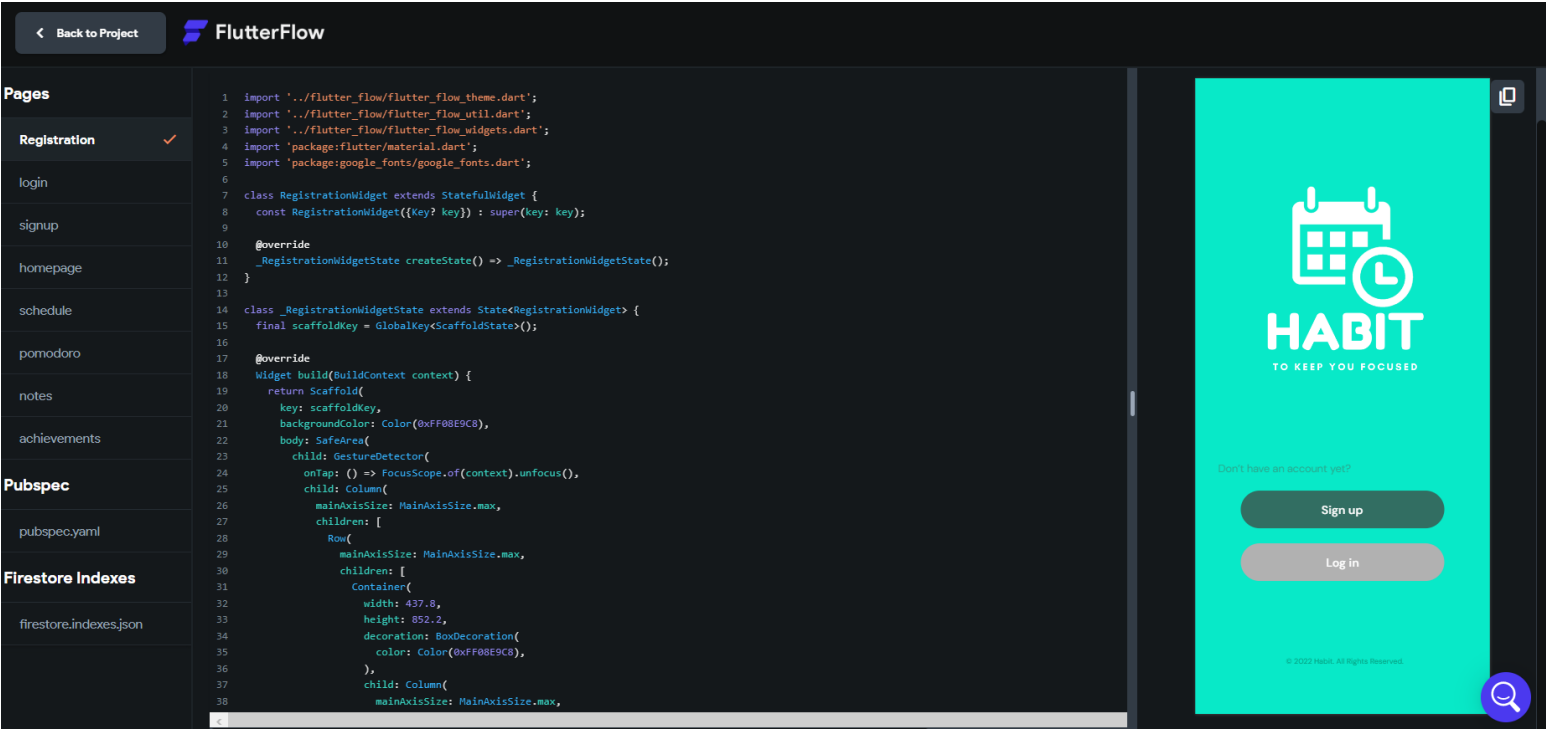 Back to Project
FlutterFlow
Pages
Registration
login
signup
homepage
schedule
pomodoro
notes
achievements
Pubspec
pubspec.yaml
Firestore Indexes
firestore.indexes.json
1 import '../flutter_flow/flutter_flow_theme.dart';
2 import '../flutter_flow/flutter_flow_util.dart';
3 import '../flutter_flow/flutter_flow_widgets.dart';
4 import 'package:flutter/material.dart';
5 import 'package:google_fonts/google_fonts.dart';
6
7 class RegistrationWidget extends StatefulWidget {
8 const RegistrationWidget({Key? key}) : super(key: key);
9
10 @override
11 _RegistrationWidgetState createState() => _RegistrationWidgetState();
12 }
13
14 class _RegistrationWidgetState extends State<RegistrationWidget> {
15 final scaffoldKey = GlobalKey<ScaffoldState>();
16
17 @override
18 Widget build(BuildContext context) {
19 return Scaffold(
20 key: scaffoldKey,
21 backgroundColor: Color(0xFF08E9C8),
22 body: SafeArea(
23 child: GestureDetector(
24 onTap: () => FocusScope.of(context).unfocus(),
25 child: Column(
26 mainAxisSize: MainAxisSize.max,
27 children: [
28 Row(
29 mainAxisSize: MainAxisSize.max,
30 children: [
31 Container(
32 width: 437.8,
33 height: 852.2,
34 decoration: BoxDecoration(
35 color: Color(0xFF08E9C8),
36 ),
37 child: Column(
38 mainAxisSize: MainAxisSize.max,
HABIT
TO KEEP YOU FOCUSED
Don't have an account yet?
Sign up
Log in
© 2022 Habit. All Rights Reserved.